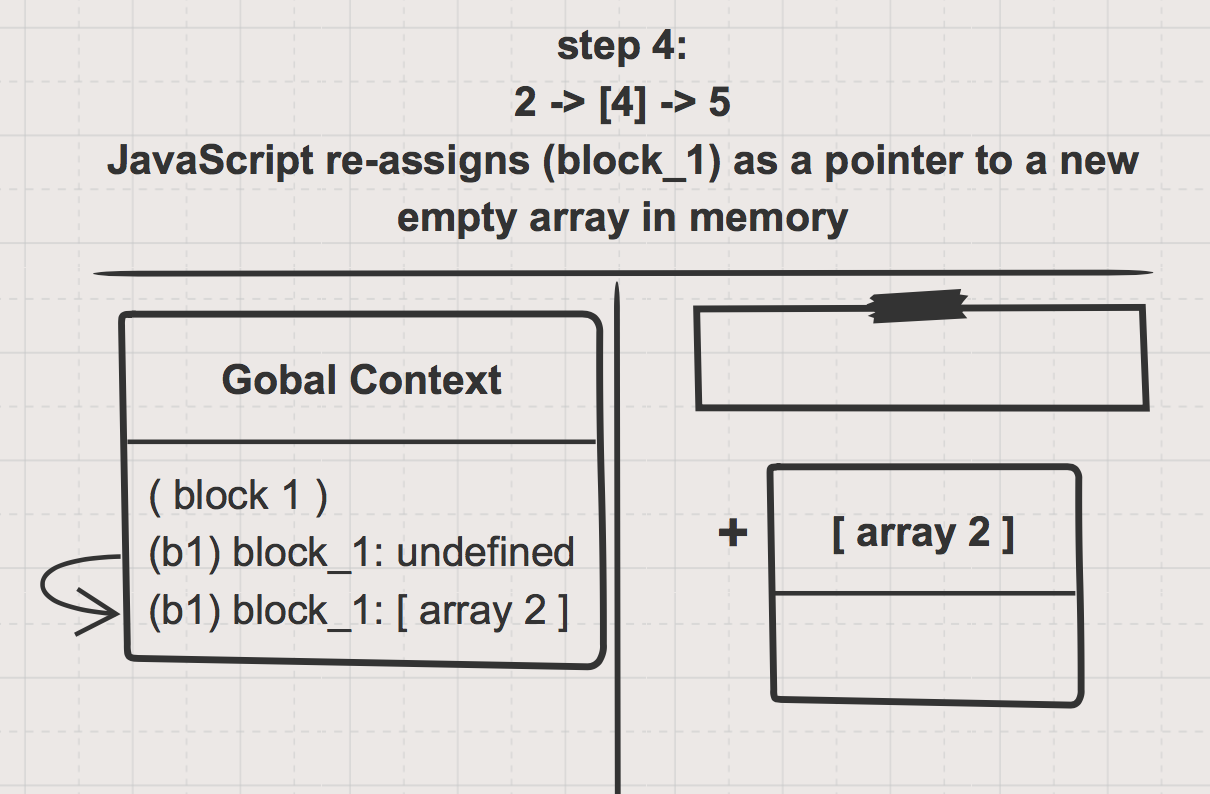 step 4:
2 -> [4] -> 5
JavaScript re-assigns (block_1) as a pointer to a new
empty array in memory
Gobal Context
( block 1 )
(b1) block_1: undefined
(b1) block_1: [ array 2 ]
+
[ array 2 ]